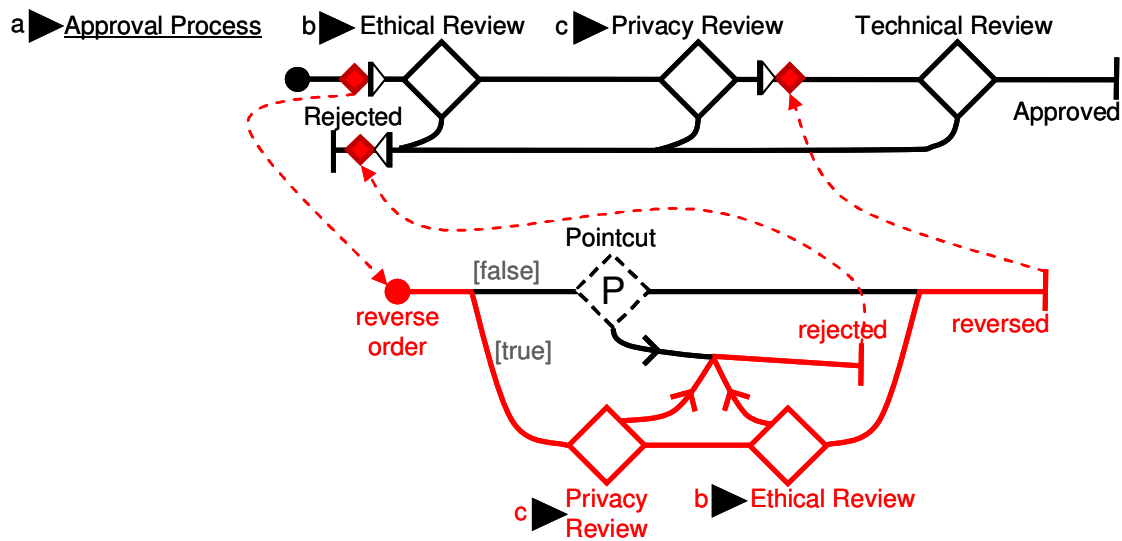 a Approval Process
b Ethical Review
c Privacy Review
Technical Review
Rejected
Approved
Pointcut
[false]
P
reverse
order
rejected
reversed
[true]
c Privacy
Review
b Ethical Review